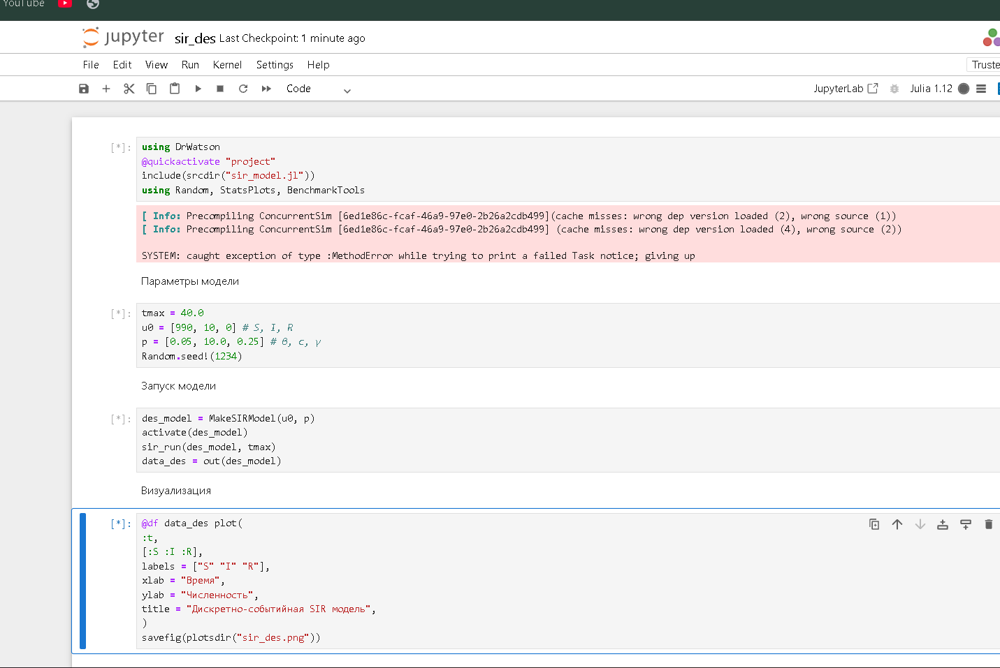 YouTube
jupyter sir_des Last Checkpoint: 1 minute ago
File Edit View Run Kernel Settings Help
Truste
Code
JupyterLab
Julia 1.12
[*]:
using DrWatson
@quickactivate "project"
include(srcdir("sir_model.jl"))
using Random, StatsPlots, BenchmarkTools
[ Info: Precompiling ConcurrentSim [6ed1e86c-fcaf-46a9-97e0-2b26a2cdb499](cache misses: wrong dep version loaded (2), wrong source (1))
[ Info: Precompiling ConcurrentSim [6ed1e86c-fcaf-46a9-97e0-2b26a2cdb499] (cache misses: wrong dep version loaded (4), wrong source (2))
SYSTEM: caught exception of type :MethodError while trying to print a failed Task notice; giving up
Параметры модели
[*]:
tmax = 40.0
u0 = [990, 10, 0] # S, I, R
p = [0.05, 10.0, 0.25] # β, c, γ
Random.seed!(1234)
Запуск модели
[*]:
des_model = MakeSIRModel(u0, p)
activate(des_model)
sir_run(des_model, tmax)
data_des = out(des_model)
Визуализация
[*]:
@df data_des plot(
:t,
[:S :I :R],
labels = ["S" "I" "R"],
xlab = "Время",
ylab = "Численность",
title = "Дискретно-событийная SIR модель",
)
savefig(plotsdir("sir_des.png"))